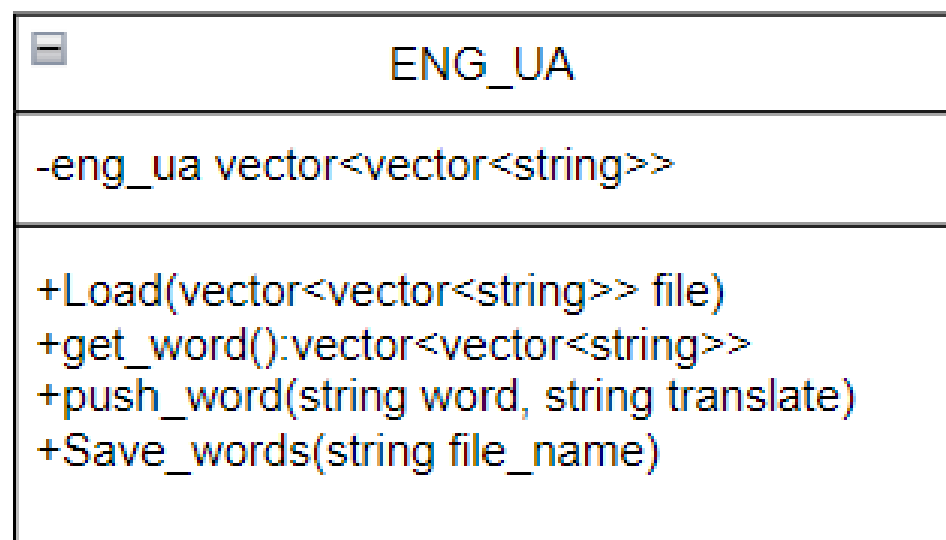 ENG_UA
-eng_ua vector<vector<string>>
+Load(vector<vector<string>> file)
+get_word():vector<vector<string>>
+push_word(string word, string translate)
+Save_words(string file_name)